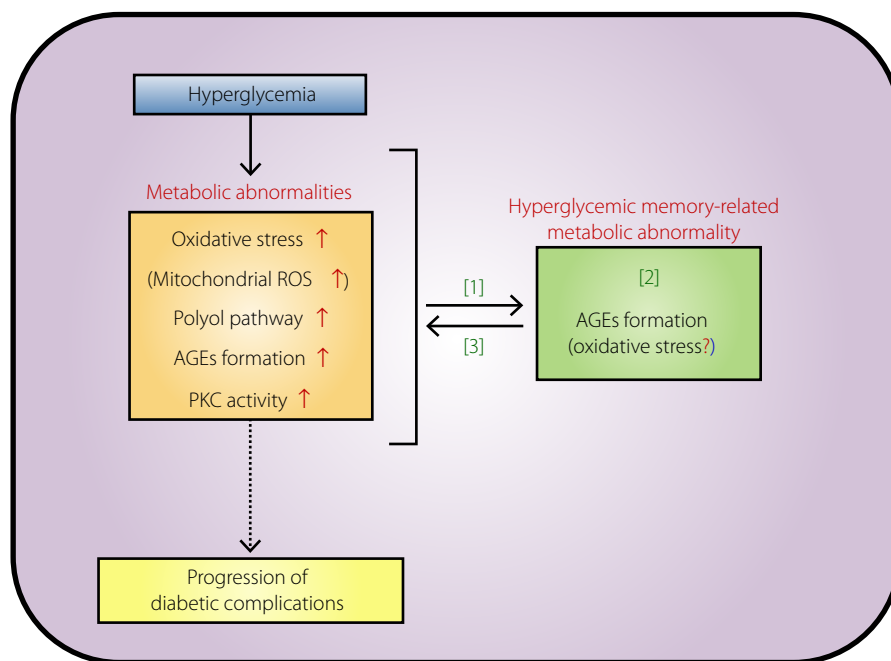 Hyperglycemia
Metabolic abnormalities
Oxidative stress ↑
(Mitochondrial ROS ↑)
Polyol pathway ↑
AGEs formation ↑
PKC activity ↑
[1]
[3]
Hyperglycemic memory-related
metabolic abnormality
[2]
AGEs formation
(oxidative stress?)
Progression of
diabetic complications